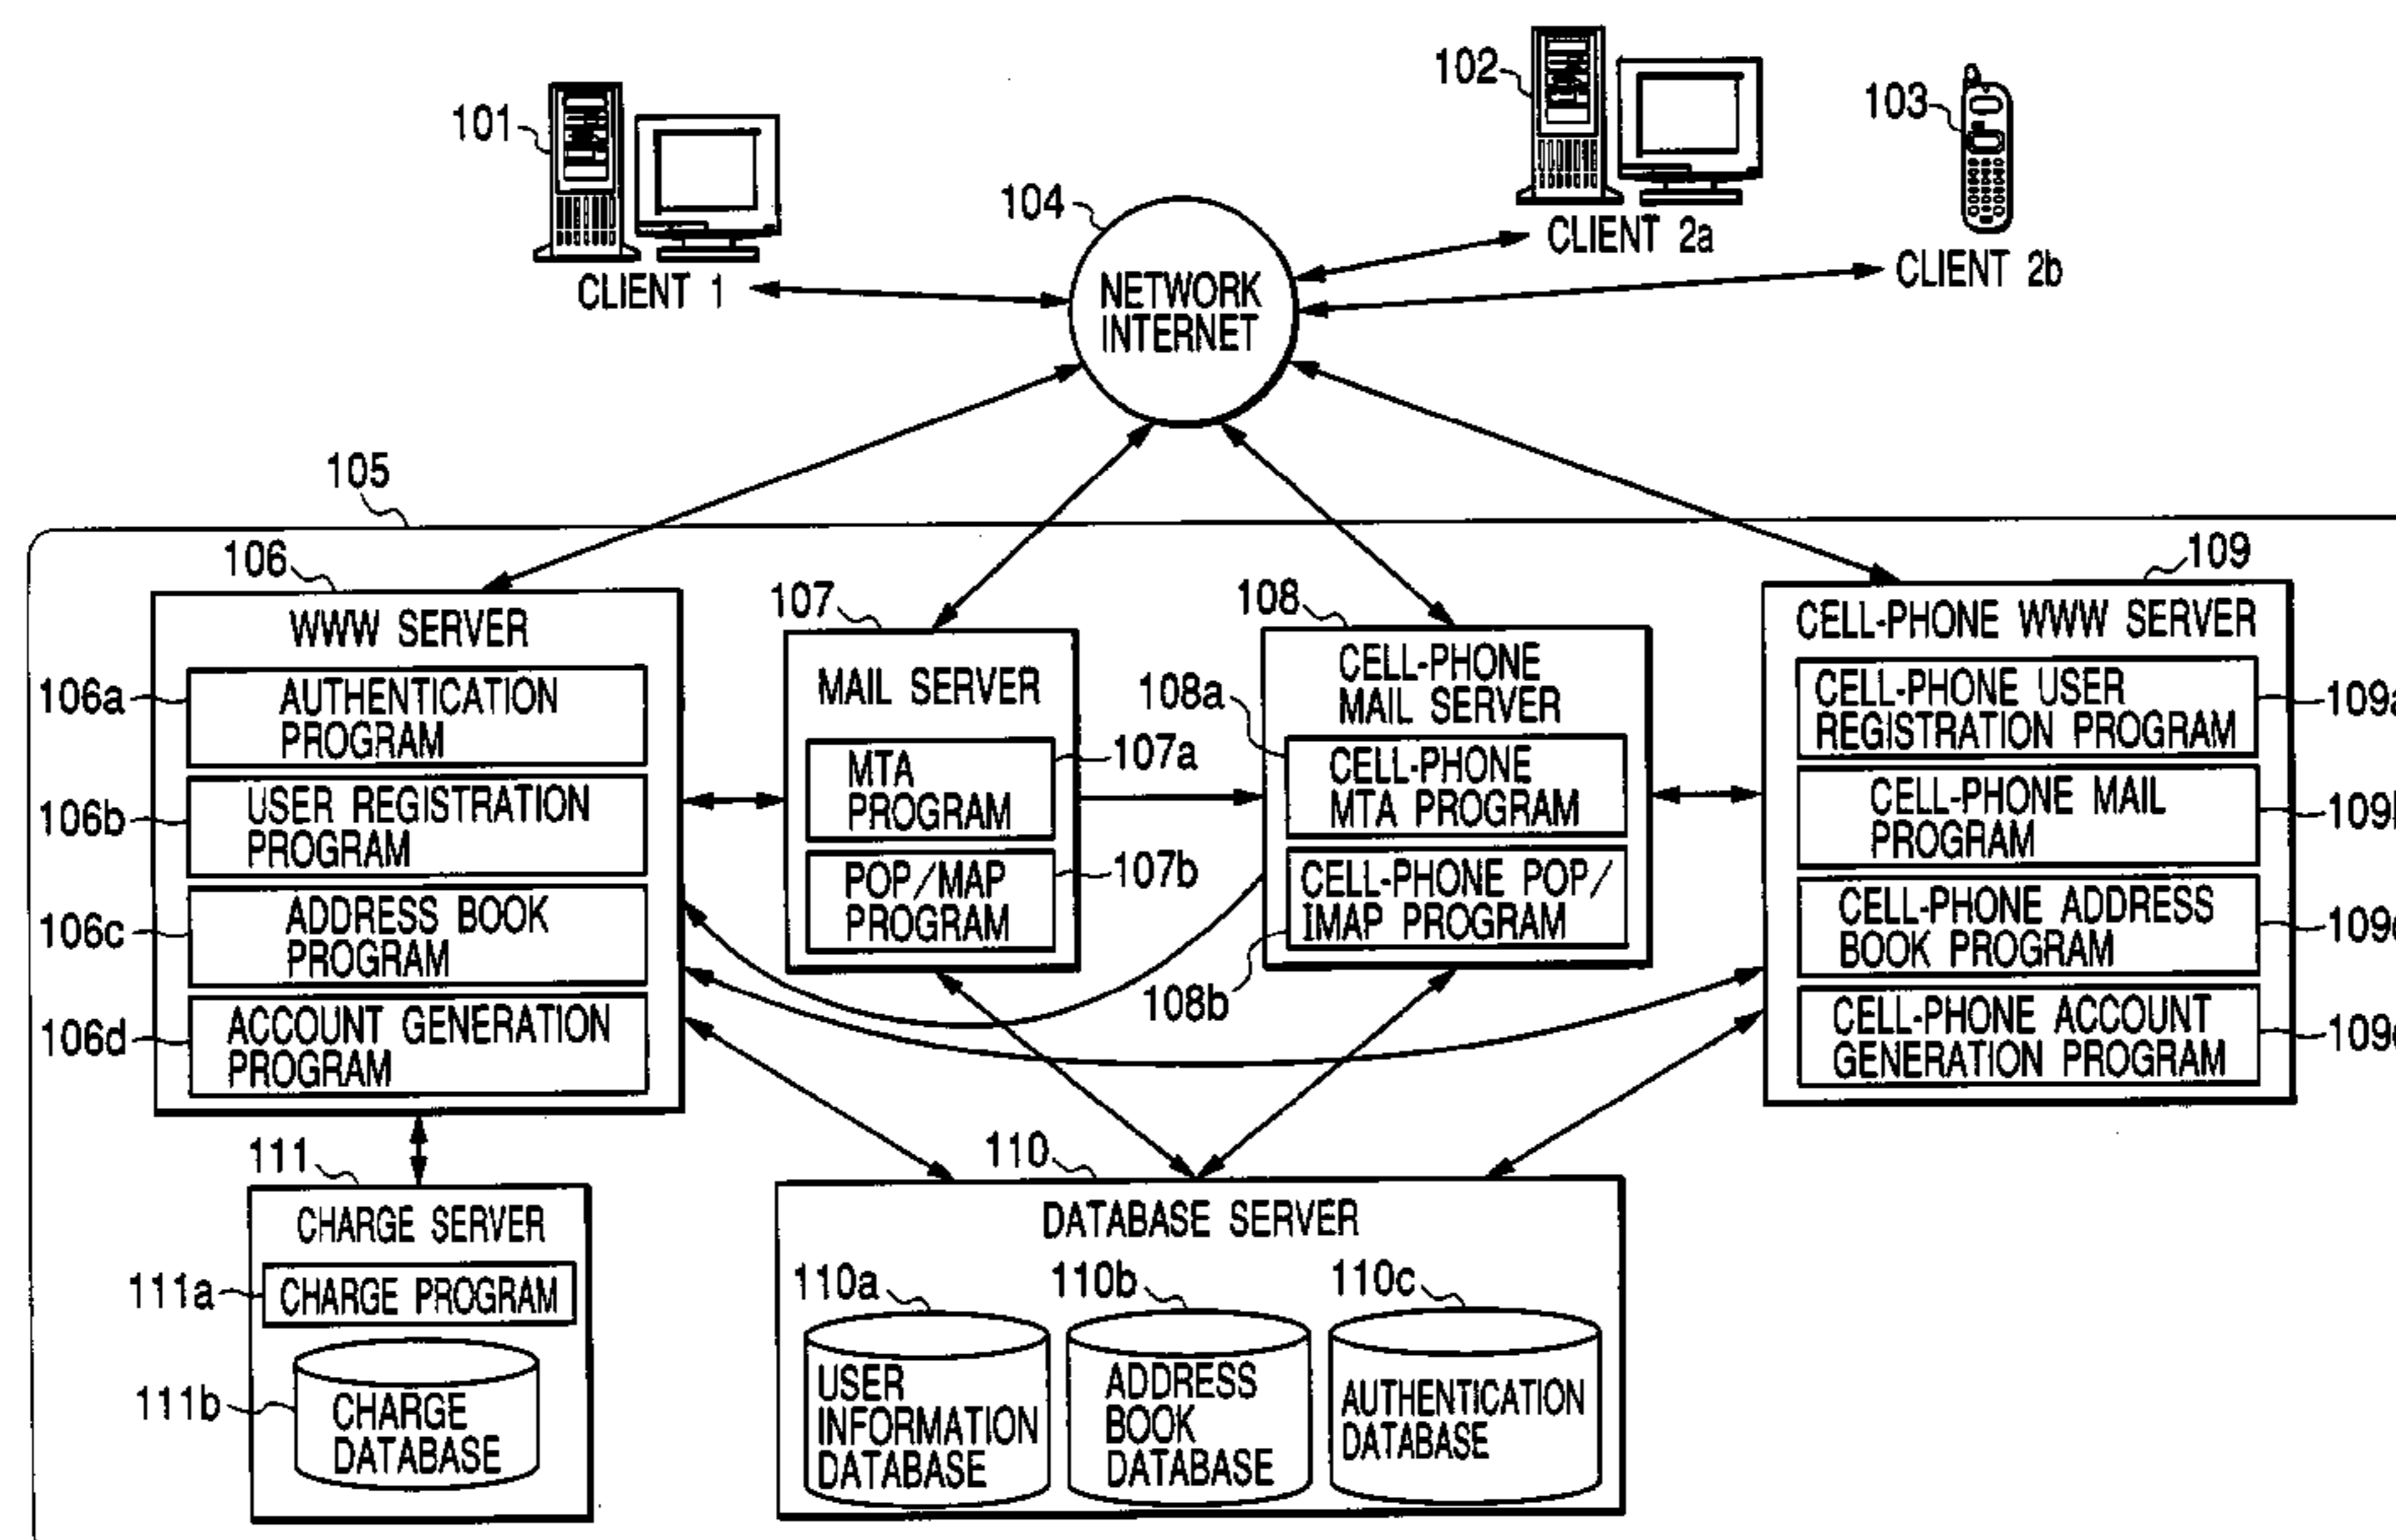 101
CLIENT 1
102
CLIENT 2a
103
CLIENT 2b
104
NETWORK
INTERNET
105
106
WWW SERVER
106a
AUTHENTICATION
PROGRAM
106b
USER REGISTRATION
PROGRAM
106c
ADDRESS BOOK
PROGRAM
106d
ACCOUNT GENERATION
PROGRAM
107
MAIL SERVER
MTA
PROGRAM
107a
POP/MAP
PROGRAM
107b
108
CELL-PHONE
MAIL SERVER
108a
CELL-PHONE
MTA PROGRAM
CELL-PHONE POP/
IMAP PROGRAM
108b
109
CELL-PHONE WWW SERVER
CELL-PHONE USER
REGISTRATION PROGRAM
109a
CELL-PHONE MAIL
PROGRAM
109
CELL-PHONE ADDRESS
BOOK PROGRAM
109
CELL-PHONE ACCOUNT
GENERATION PROGRAM
109
111
CHARGE SERVER
111a
CHARGE PROGRAM
111b
CHARGE
DATABASE
110
DATABASE SERVER
110a
USER
INFORMATION
DATABASE
110b
ADDRESS
BOOK
DATABASE
110c
AUTHENTICATION
DATABASE